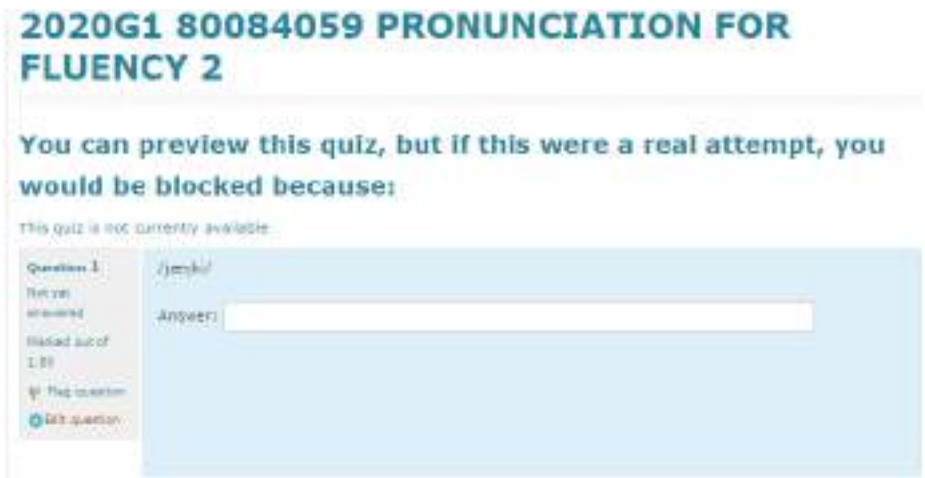 2020G1 80084059 PRONUNCIATION FOR
FLUENCY 2
You can preview this quiz, but if this were a real attempt, you
would be blocked because:
This quiz is not currently available
Question 1
Not yet
answered
Marked out of
Flag question
Edit question
Answer: